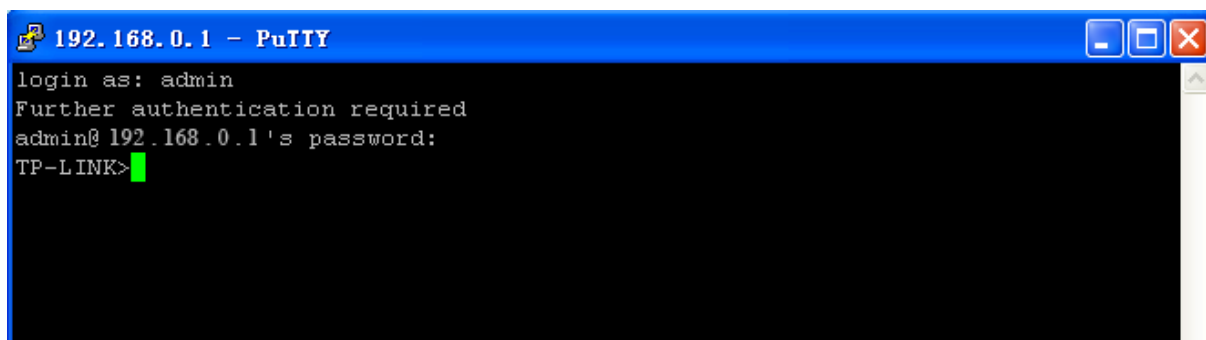 192.168.0.1 - PuTTY
login as: admin
Further authentication required
admin@ 192.168.0.1's password:
TP-LINK>